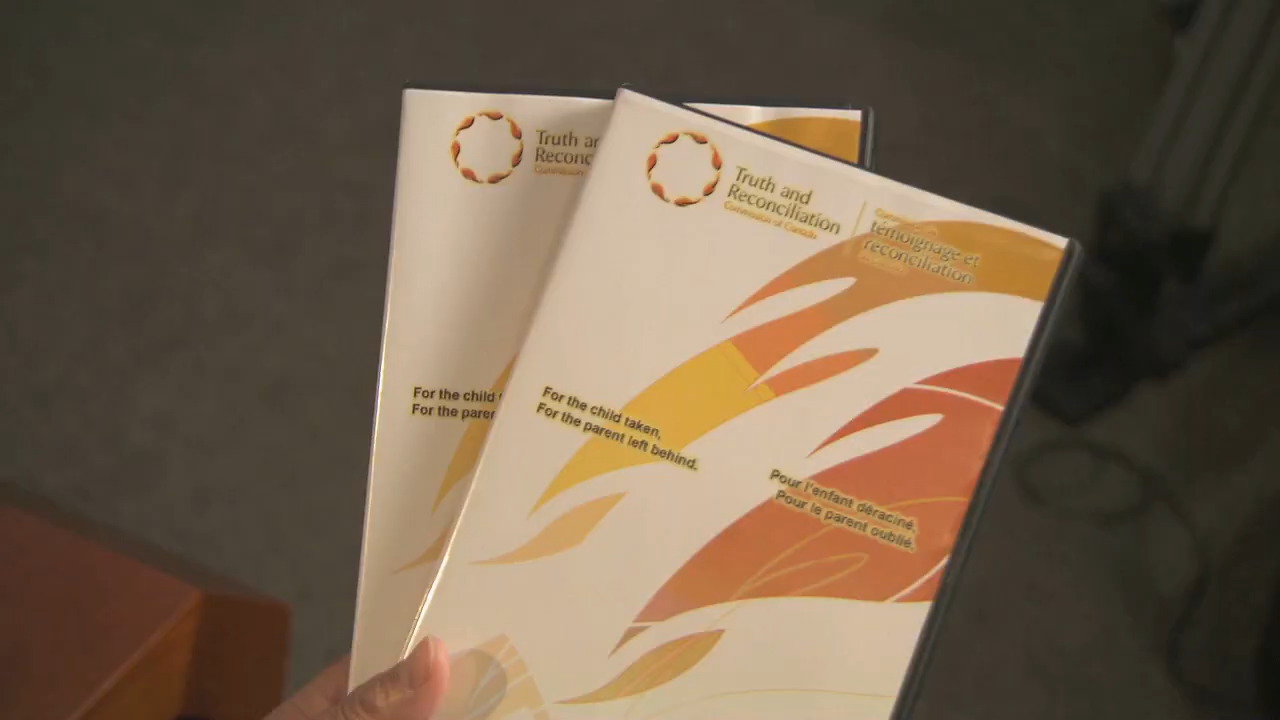 Truth and
Reconciliation
Commission of Canada
témoignage et
réconciliation
For the child taken,
For the parent left behind.
Pour l'enfant déraciné,
Pour le parent oublié.
Truth
Reconc
Commission
For the child
For the paren